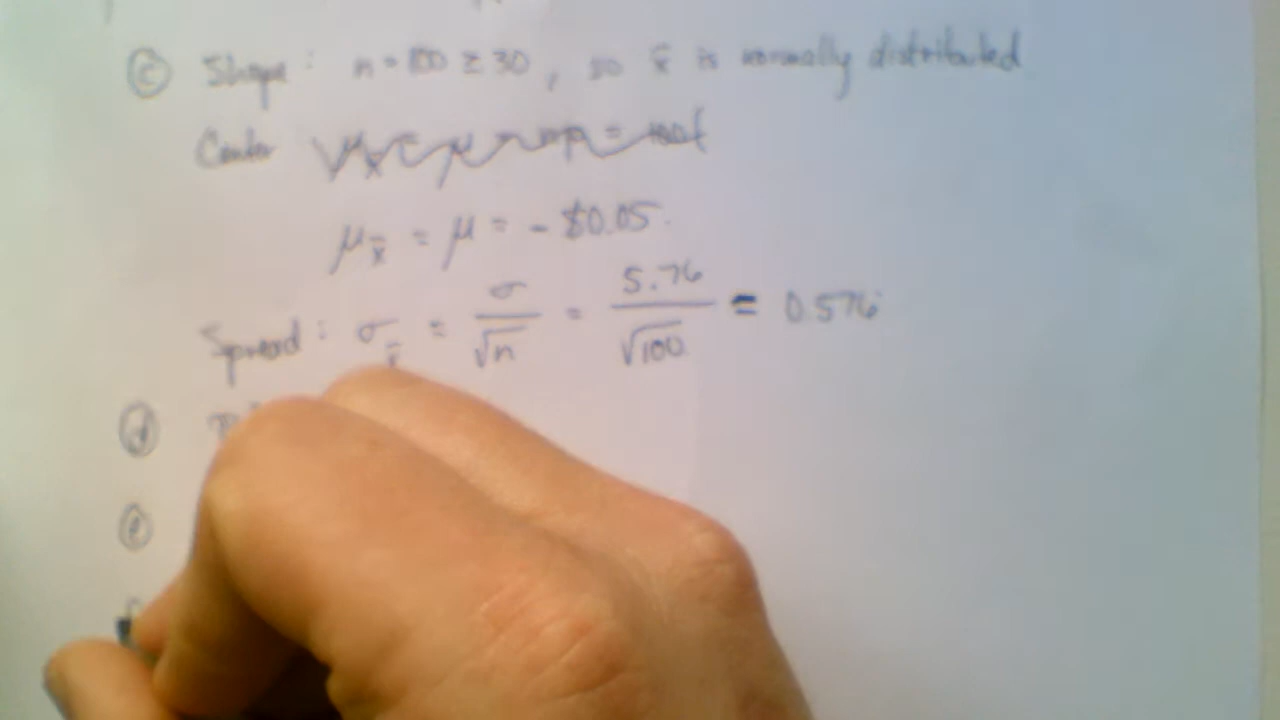 ⓒ Shape: n = 100 ≥ 30, so x̄ is normally distributed
Center
μx̄ = μ = -$0.05.
Spread: σx̄ = σ/√n = 5.76/√100 = 0.576
ⓓ
ⓔ